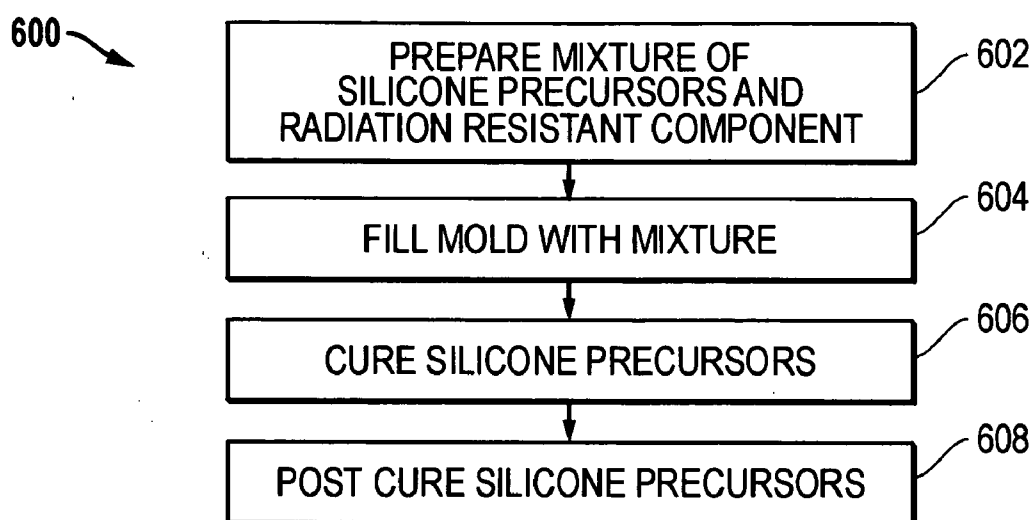 600
PREPARE MIXTURE OF
SILICONE PRECURSORS AND
RADIATION RESISTANT COMPONENT
602
FILL MOLD WITH MIXTURE
604
CURE SILICONE PRECURSORS
606
POST CURE SILICONE PRECURSORS
608